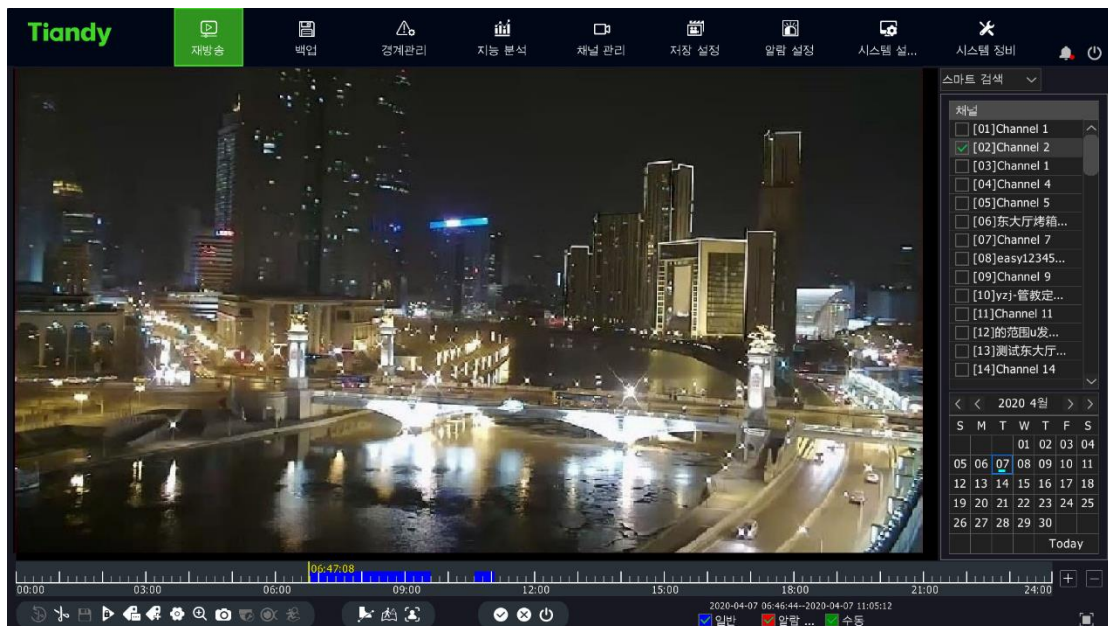 Tiandy
재방송
백업
경계관리
지능 분석
채널 관리
저장 설정
알람 설정
시스템 설...
시스템 정비
스마트 검색
채널
[01]Channel 1
[02]Channel 2
[03]Channel 1
[04]Channel 4
[05]Channel 5
[06]东大厅烤箱...
[07]Channel 7
[08]easy12345...
[09]Channel 9
[10]yzj-管教定...
[11]Channel 11
[12]的范围u发...
[13]测试东大厅...
[14]Channel 14
2020 4월
S M T W T F S
01 02 03 04
05 06 07 08 09 10 11
12 13 14 15 16 17 18
19 20 21 22 23 24 25
26 27 28 29 30
Today
06:47:08
00:00 03:00 06:00 09:00 12:00 15:00 18:00 21:00 24:00
2020-04-07 06:46:44--2020-04-07 11:05:12
일반 알람 ... 수동